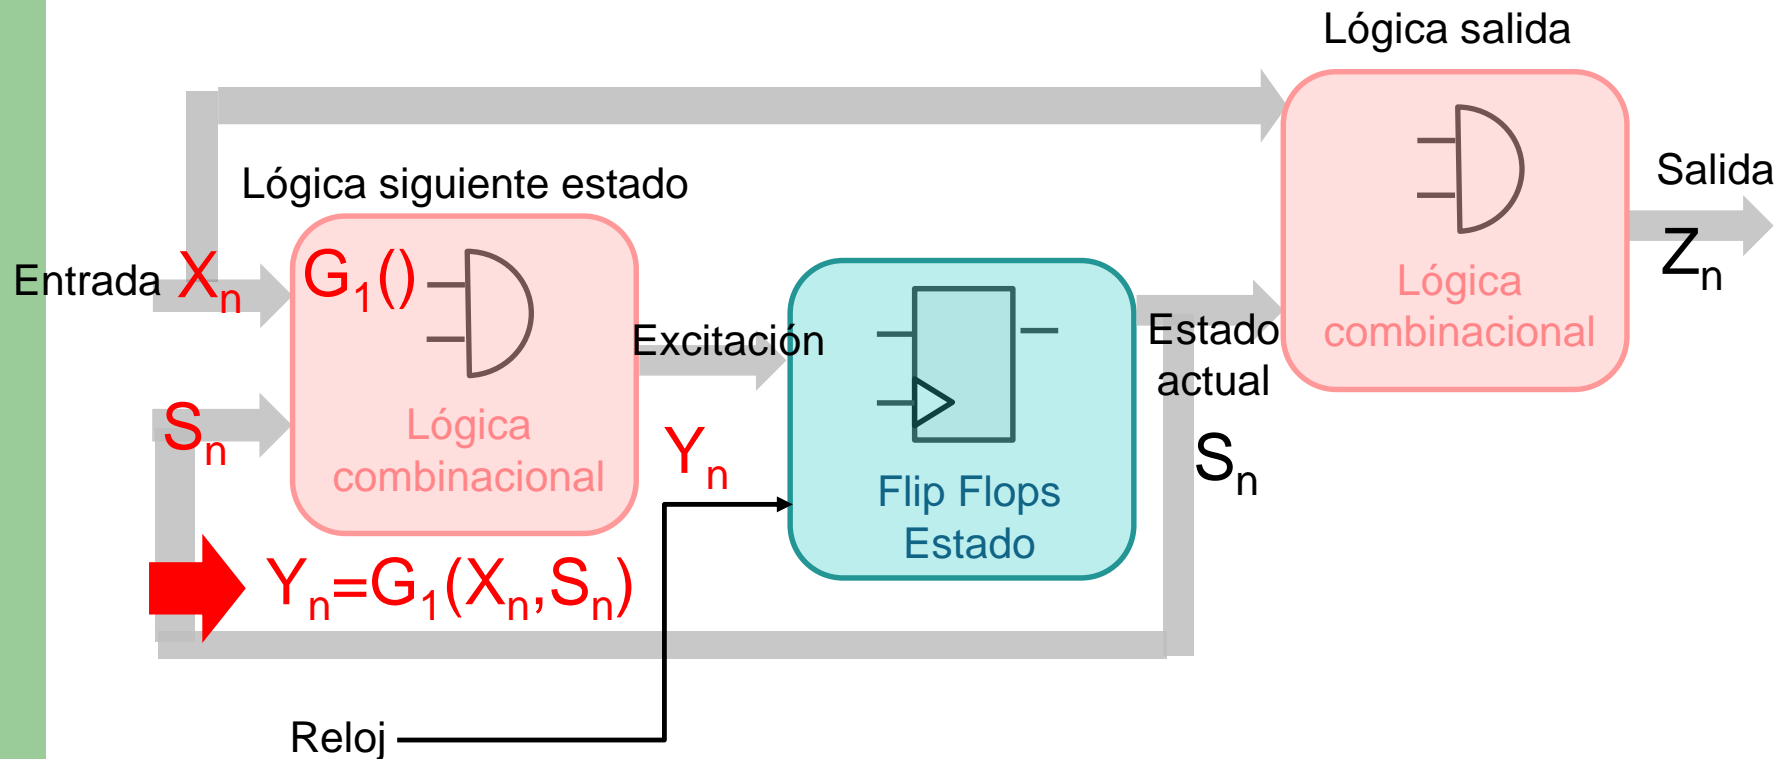 Lógica salida
Lógica siguiente estado
Salida
Entrada Xₙ
G₁()
Zₙ
Lógica
combinacional
Excitación
Estado
actual
Sₙ
Lógica
combinacional
Yₙ
Sₙ
Flip Flops
Estado
Yₙ=G₁(Xₙ,Sₙ)
Reloj